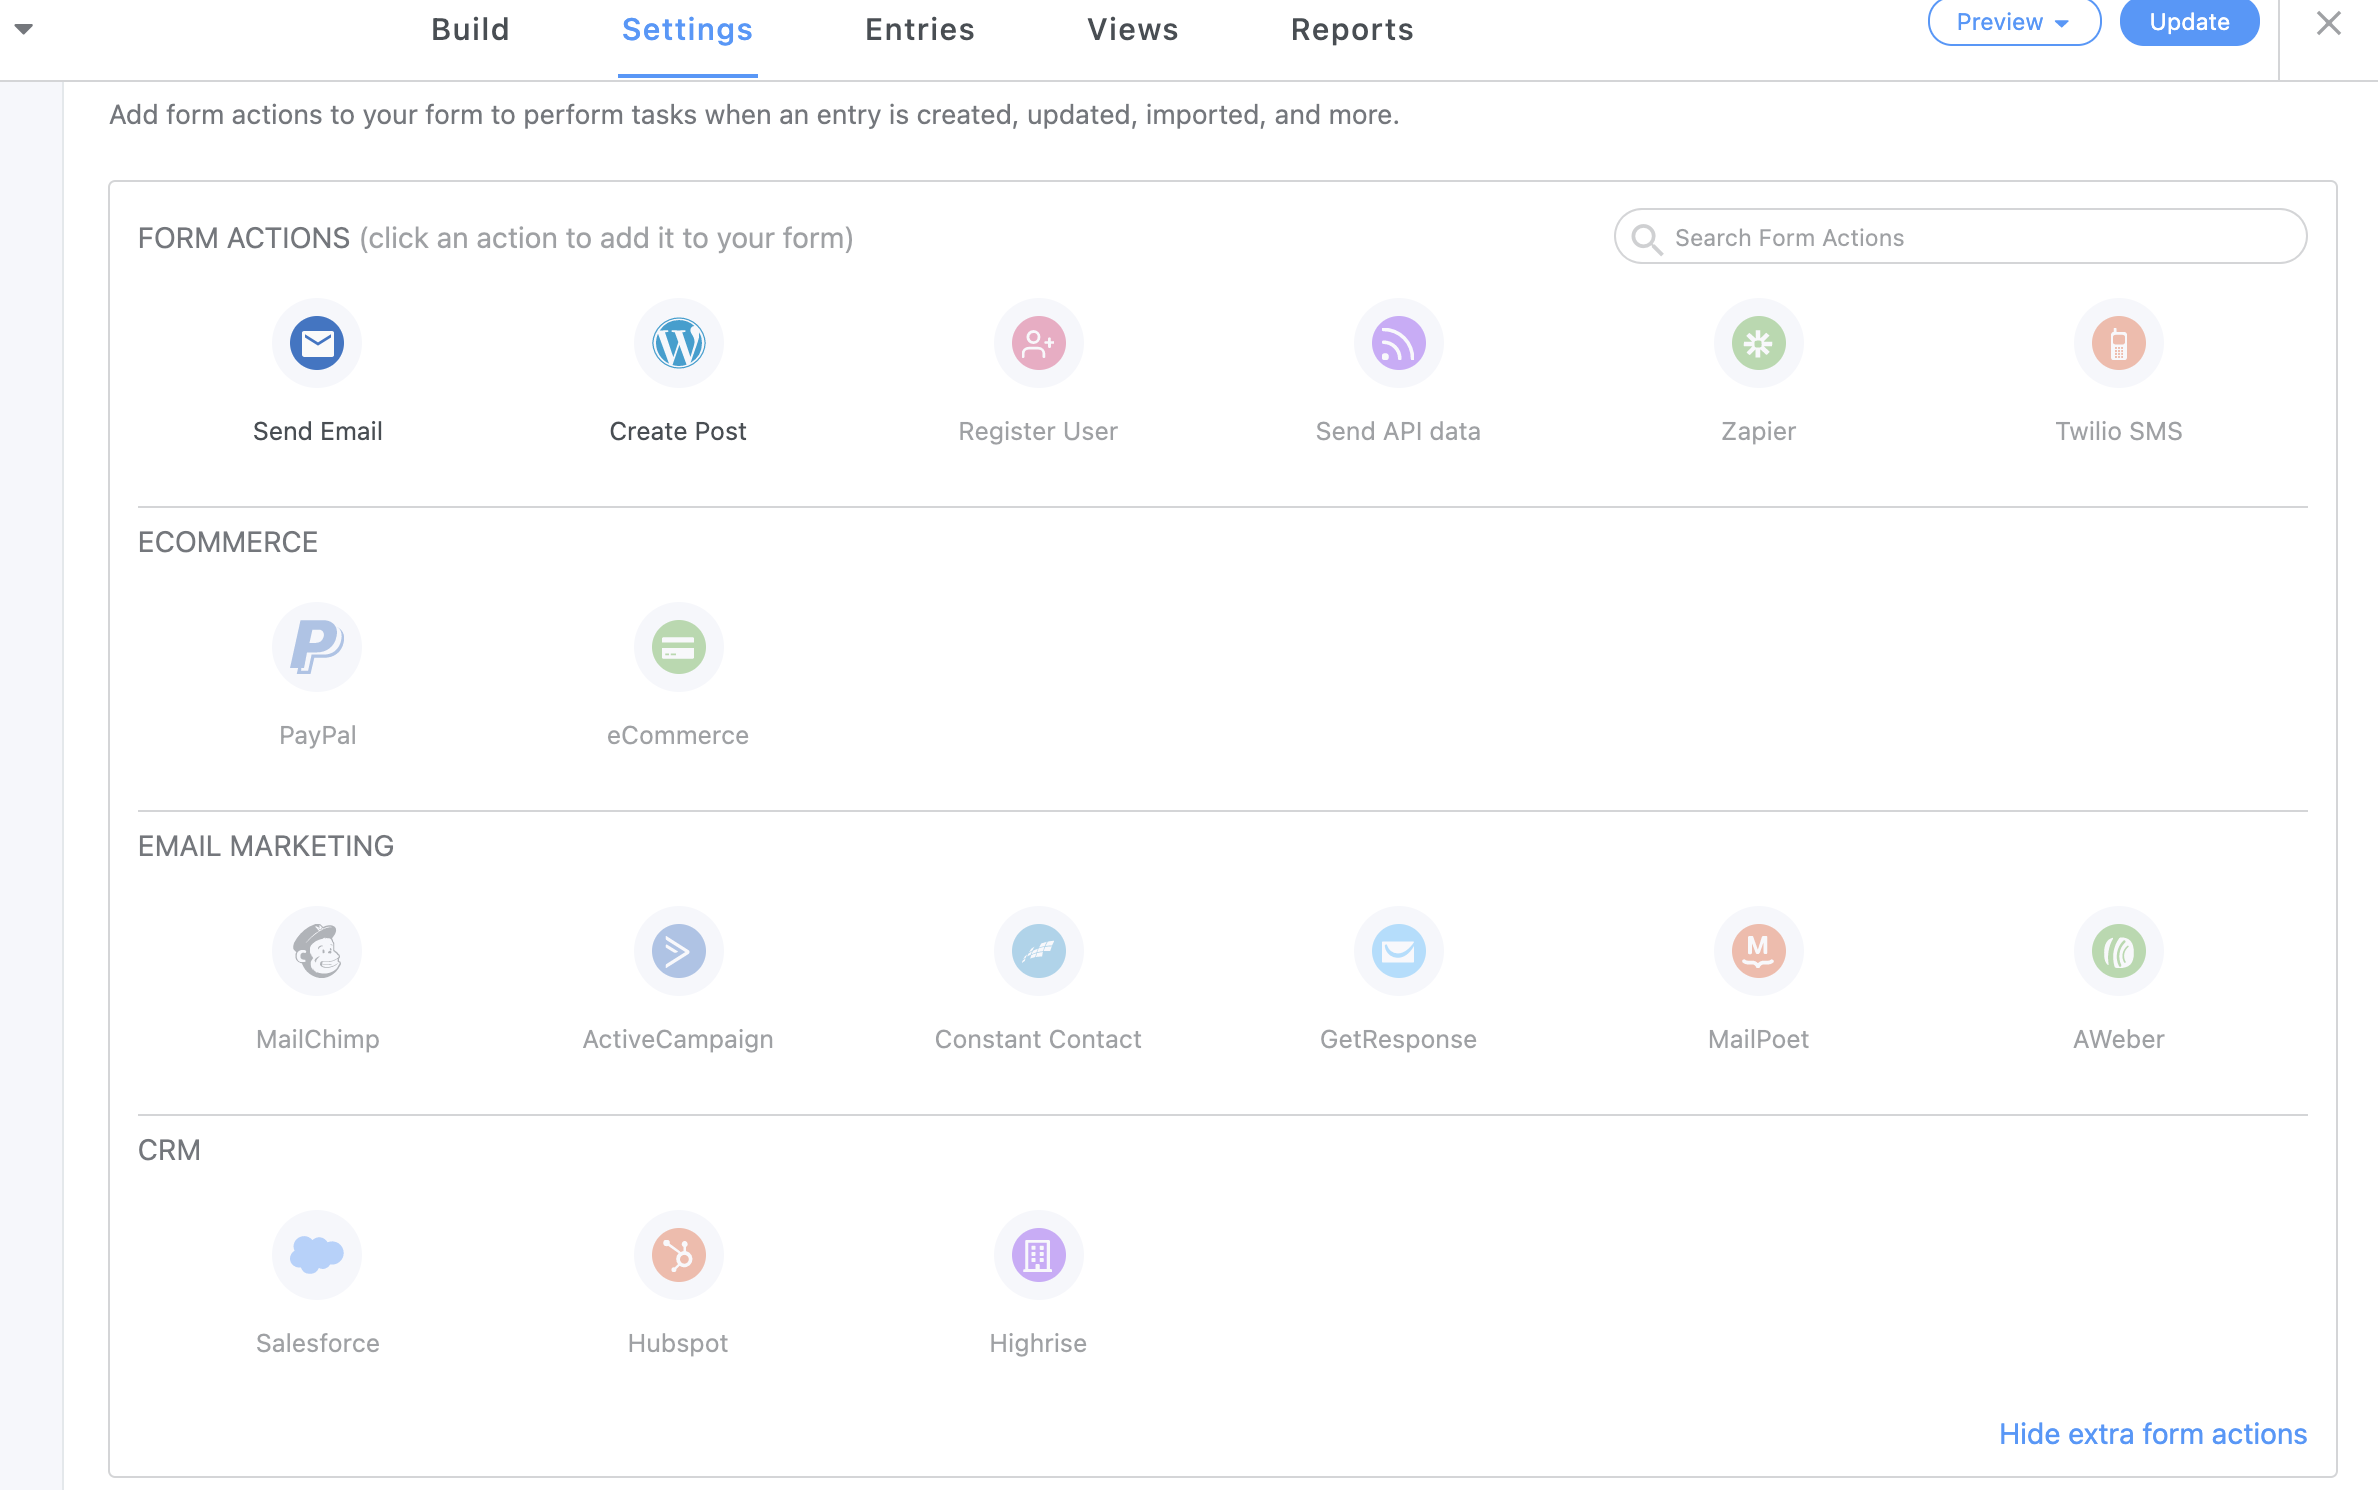 Build Settings Entries Views Reports Preview Update
Add form actions to your form to perform tasks when an entry is created, updated, imported, and more.
FORM ACTIONS (click an action to add it to your form) Search Form Actions
Send Email Create Post Register User Send API data Zapier Twilio SMS
ECOMMERCE
PayPal eCommerce
EMAIL MARKETING
M
MailChimp ActiveCampaign Constant Contact GetResponse MailPoet AWeber
CRM
Salesforce Hubspot Highrise
Hide extra form actions